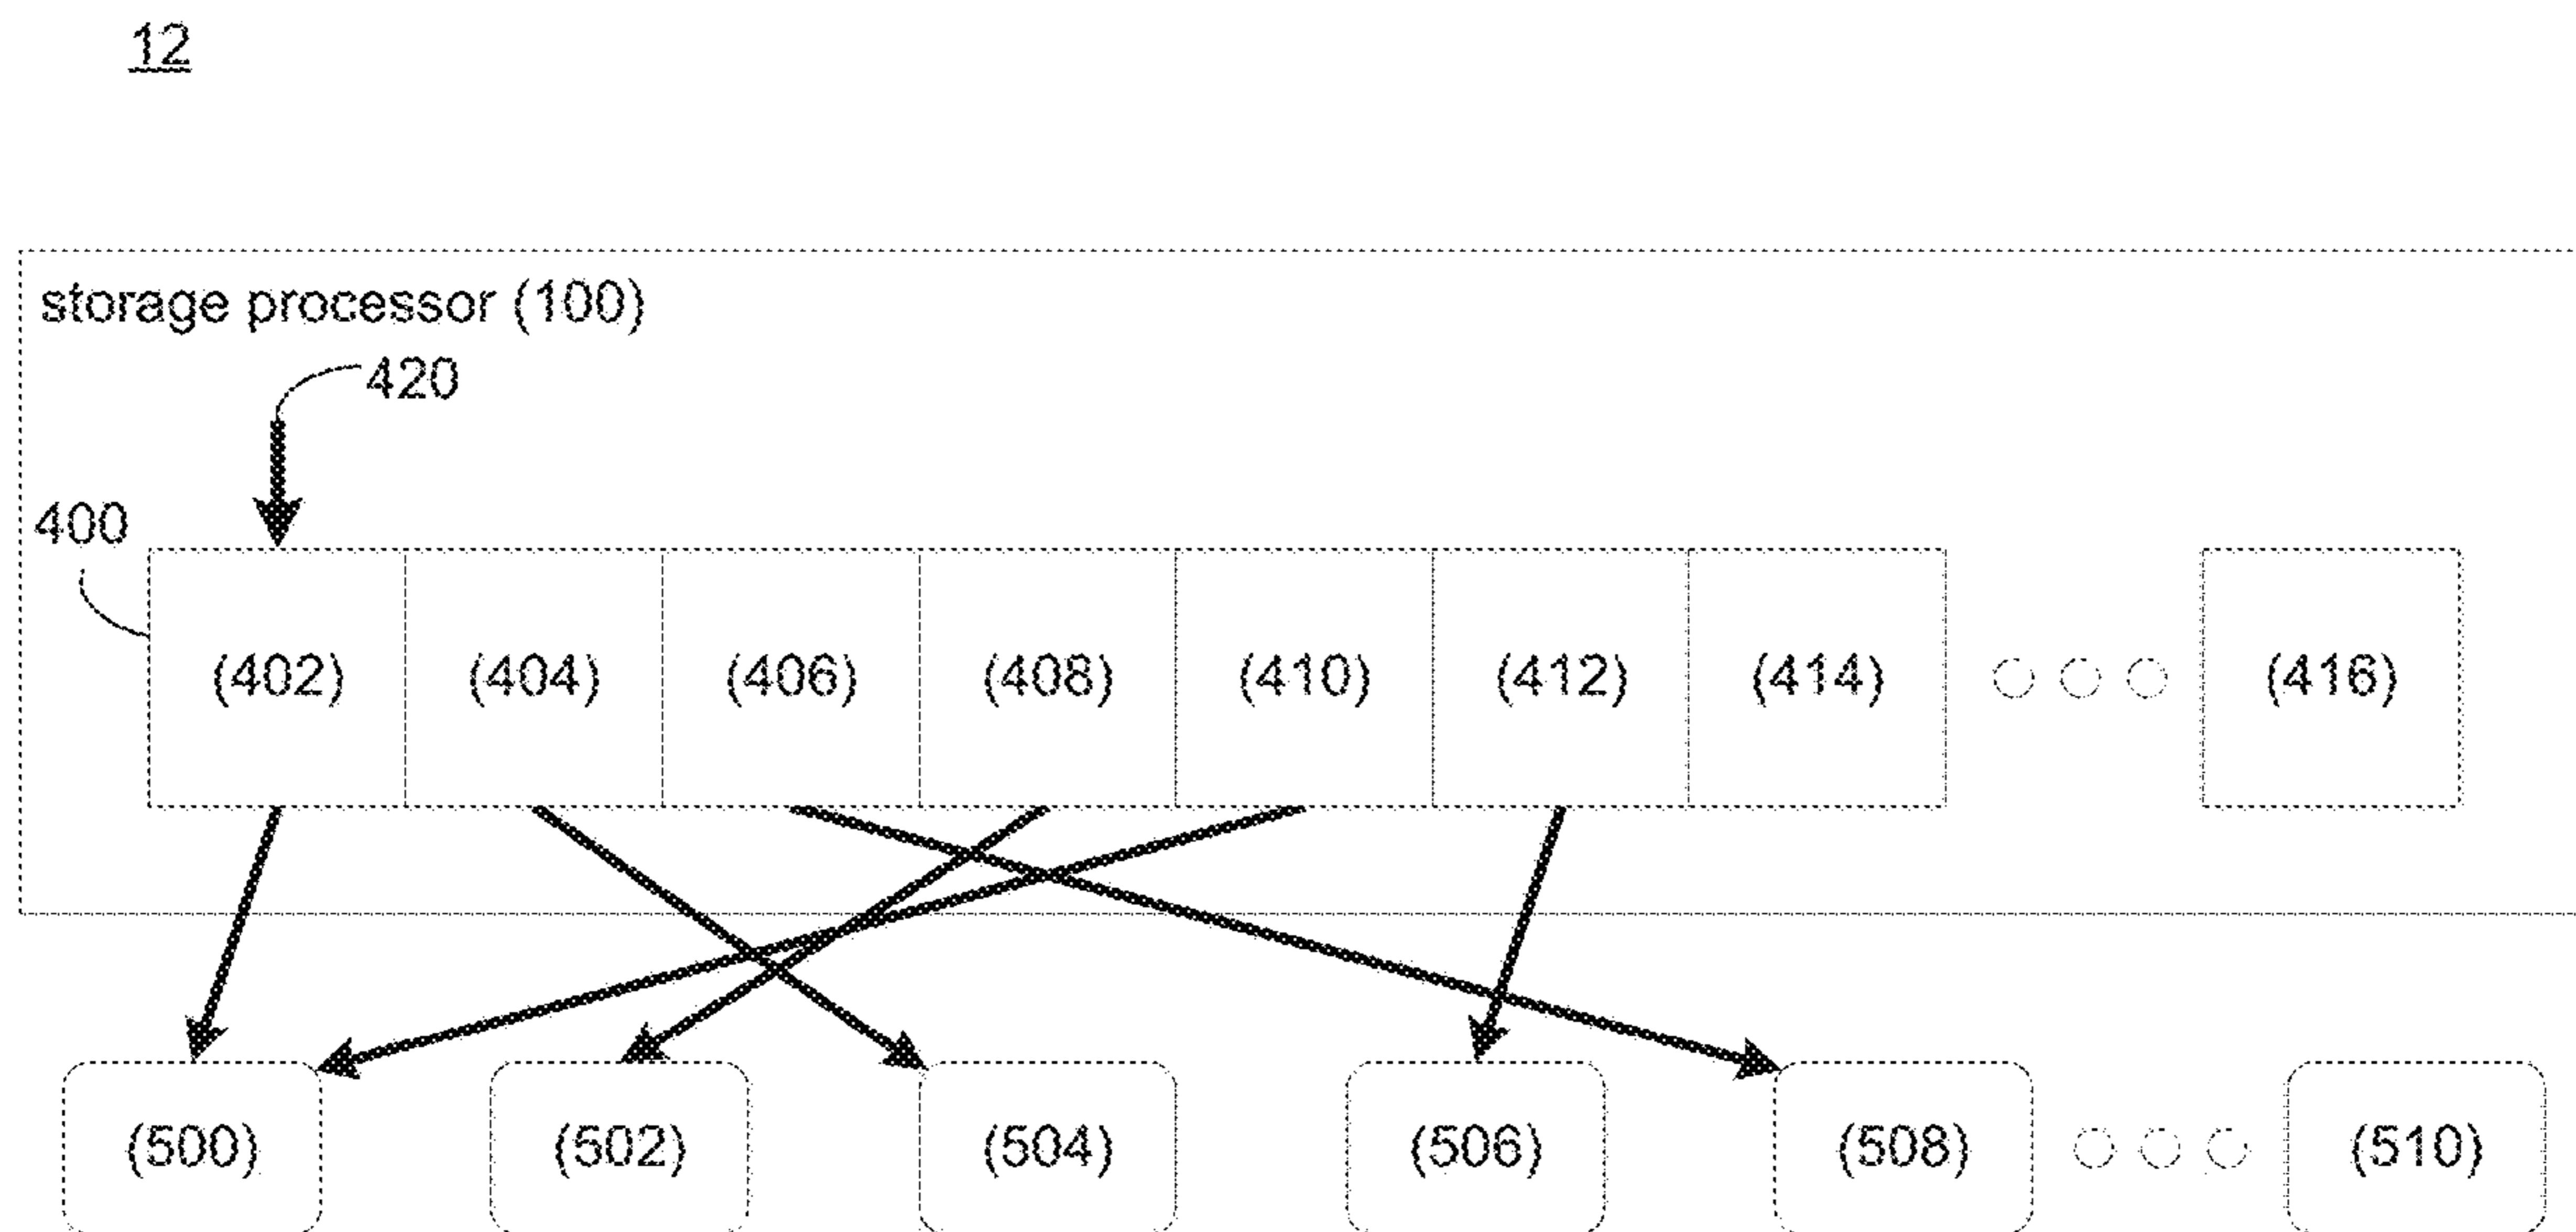 12
storage processor (100)
420
400
(402) (404) (406) (408) (410) (412) (414) (416)
(500) (502) (504) (506) (508) (510)